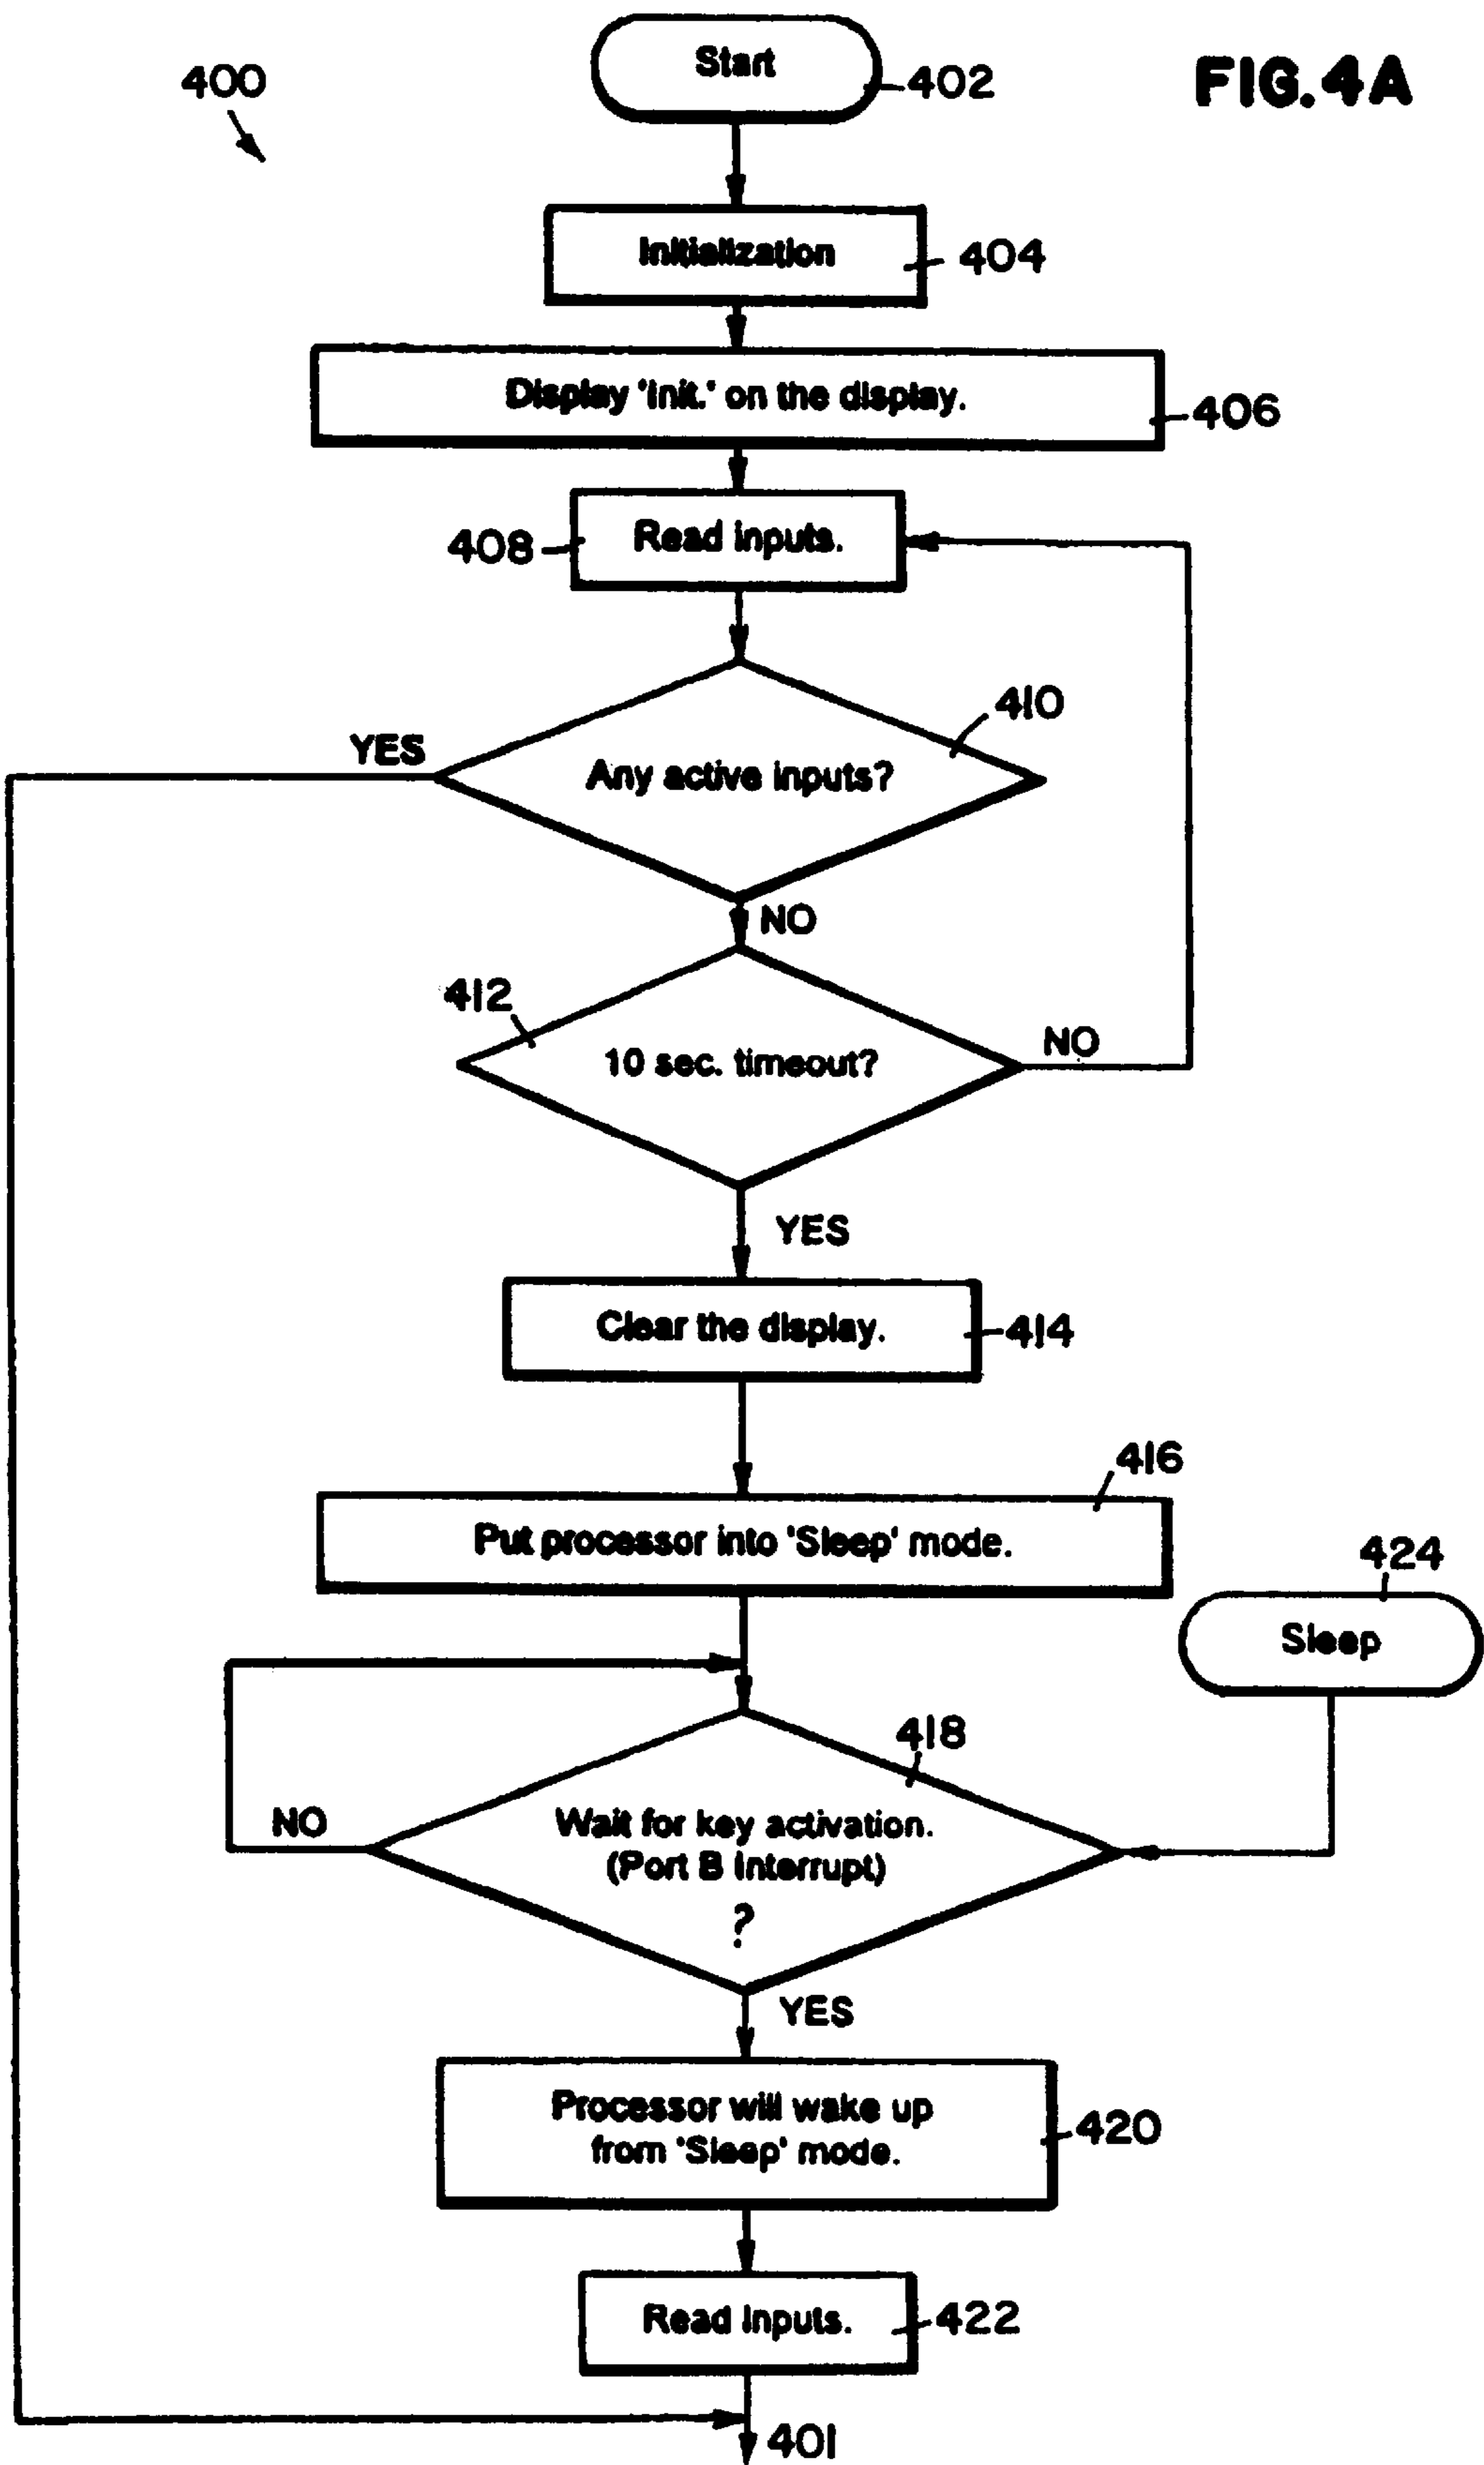 FIG.4A
400
Start
402
Initialization
404
Display 'Init.' on the display.
406
Read inputs.
408
410
YES
Any active inputs?
NO
412
10 sec. timeout?
NO
YES
Clear the display.
414
416
Put processor into 'Sleep' mode.
424
Sleep
418
NO
Wait for key activation.
(Port B Interrupt)
?
YES
Processor will wake up
from 'Sleep' mode.
420
Read Inputs.
422
401